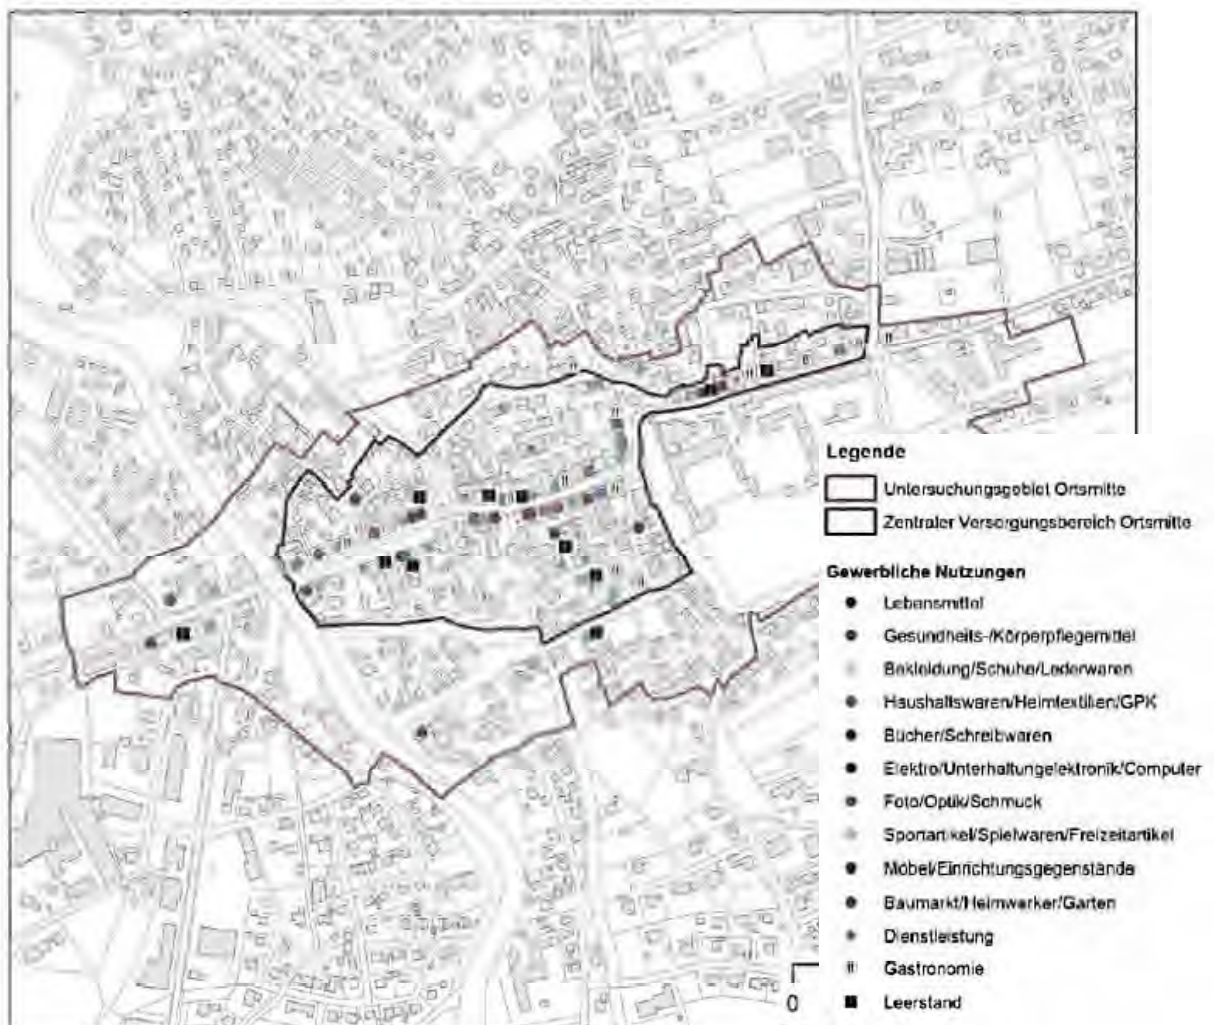 Legende
Untersuchungsgebiet Ortsmitte
Zentraler Versorgungsbereich Ortsmitte
Gewerbliche Nutzungen
Lebensmittel
Gesundheits-/Körperpflegemittel
Bekleidung/Schuhe/Lederwaren
Haushaltswaren/Heimtextilien/GPK
Bücher/Schreibwaren
Elektro/Unterhaltungelektronik/Computer
Foto/Optik/Schmuck
Sportartikel/Spielwaren/Freizeitartikel
Möbel/Einrichtungsgegenstände
Baumarkt/Heimwerker/Garten
Dienstleistung
Gastronomie
Leerstand
0